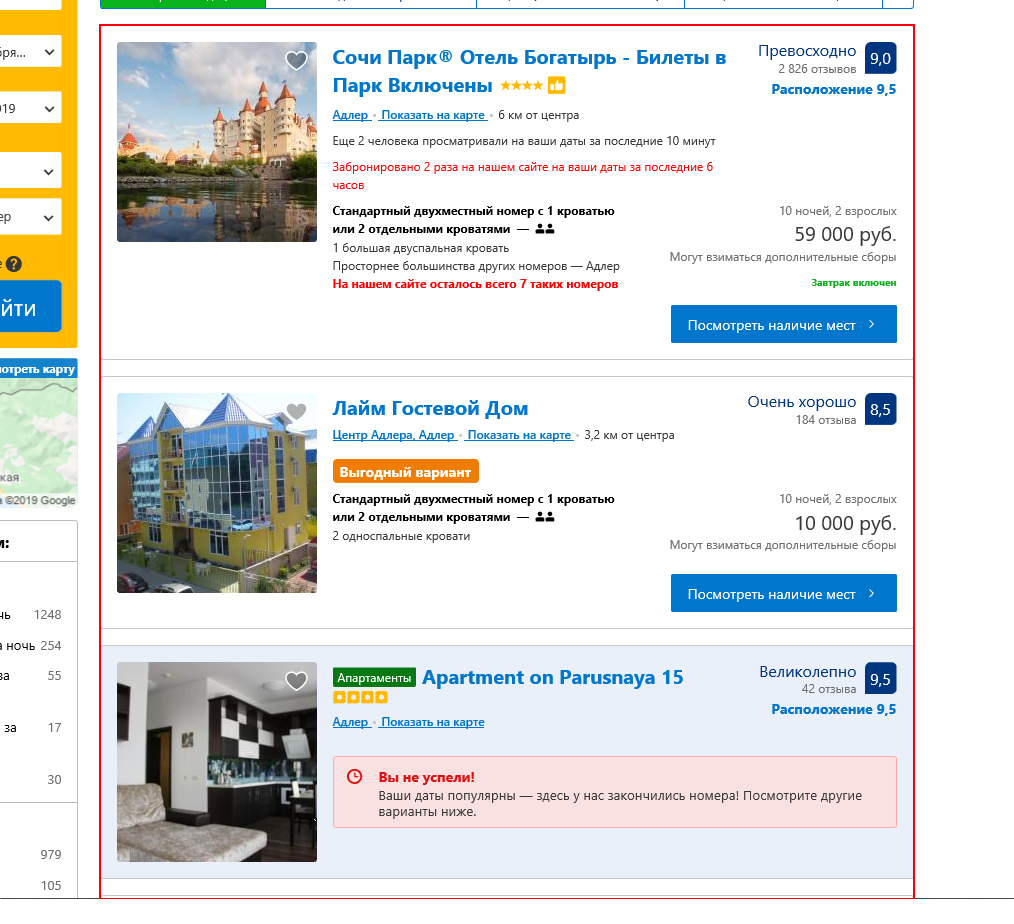 бря...
019
ер
?
йти
отреть карту
кая
©2019 Google
м:
чь 1248
а ночь 254
ва 55
за 17
30
979
105
Сочи Парк® Отель Богатырь - Билеты в
Парк Включены
Превосходно 9,0
2 826 отзывов
Расположение 9,5
Адлер · Показать на карте · 6 км от центра
Еще 2 человека просматривали на ваши даты за последние 10 минут
Забронировано 2 раза на нашем сайте на ваши даты за последние 6
часов
Стандартный двухместный номер с 1 кроватью
или 2 отдельными кроватями —
1 большая двуспальная кровать
Просторнее большинства других номеров — Адлер
На нашем сайте осталось всего 7 таких номеров
10 ночей, 2 взрослых
59 000 руб.
Могут взиматься дополнительные сборы
Завтрак включен
Посмотреть наличие мест
Лайм Гостевой Дом
Очень хорошо 8,5
184 отзыва
Центр Адлера, Адлер · Показать на карте · 3,2 км от центра
Выгодный вариант
Стандартный двухместный номер с 1 кроватью
или 2 отдельными кроватями —
2 односпальные кровати
10 ночей, 2 взрослых
10 000 руб.
Могут взиматься дополнительные сборы
Посмотреть наличие мест
Апартаменты Apartment on Parusnaya 15
Великолепно 9,5
42 отзыва
Расположение 9,5
Адлер · Показать на карте
Вы не успели!
Ваши даты популярны — здесь у нас закончились номера! Посмотрите другие
варианты ниже.